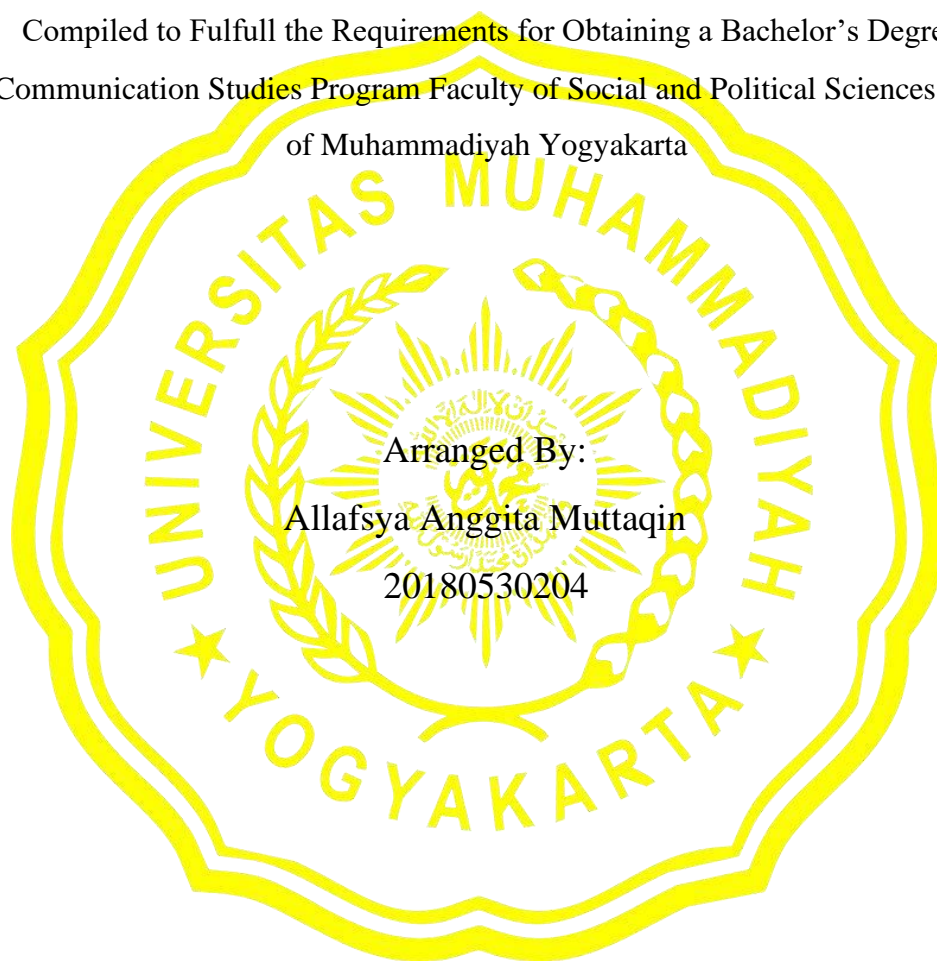 Compiled to Fulfull the Requirements for Obtaining a Bachelor’s Degre
Communication Studies Program Faculty of Social and Political Sciences
of Muhammadiyah Yogyakarta
UNIVERSITAS MUHAMMADIYAH
Arranged By:
Allafsya Anggita Muttaqin
20180530204
★ YOGYAKARTA ★